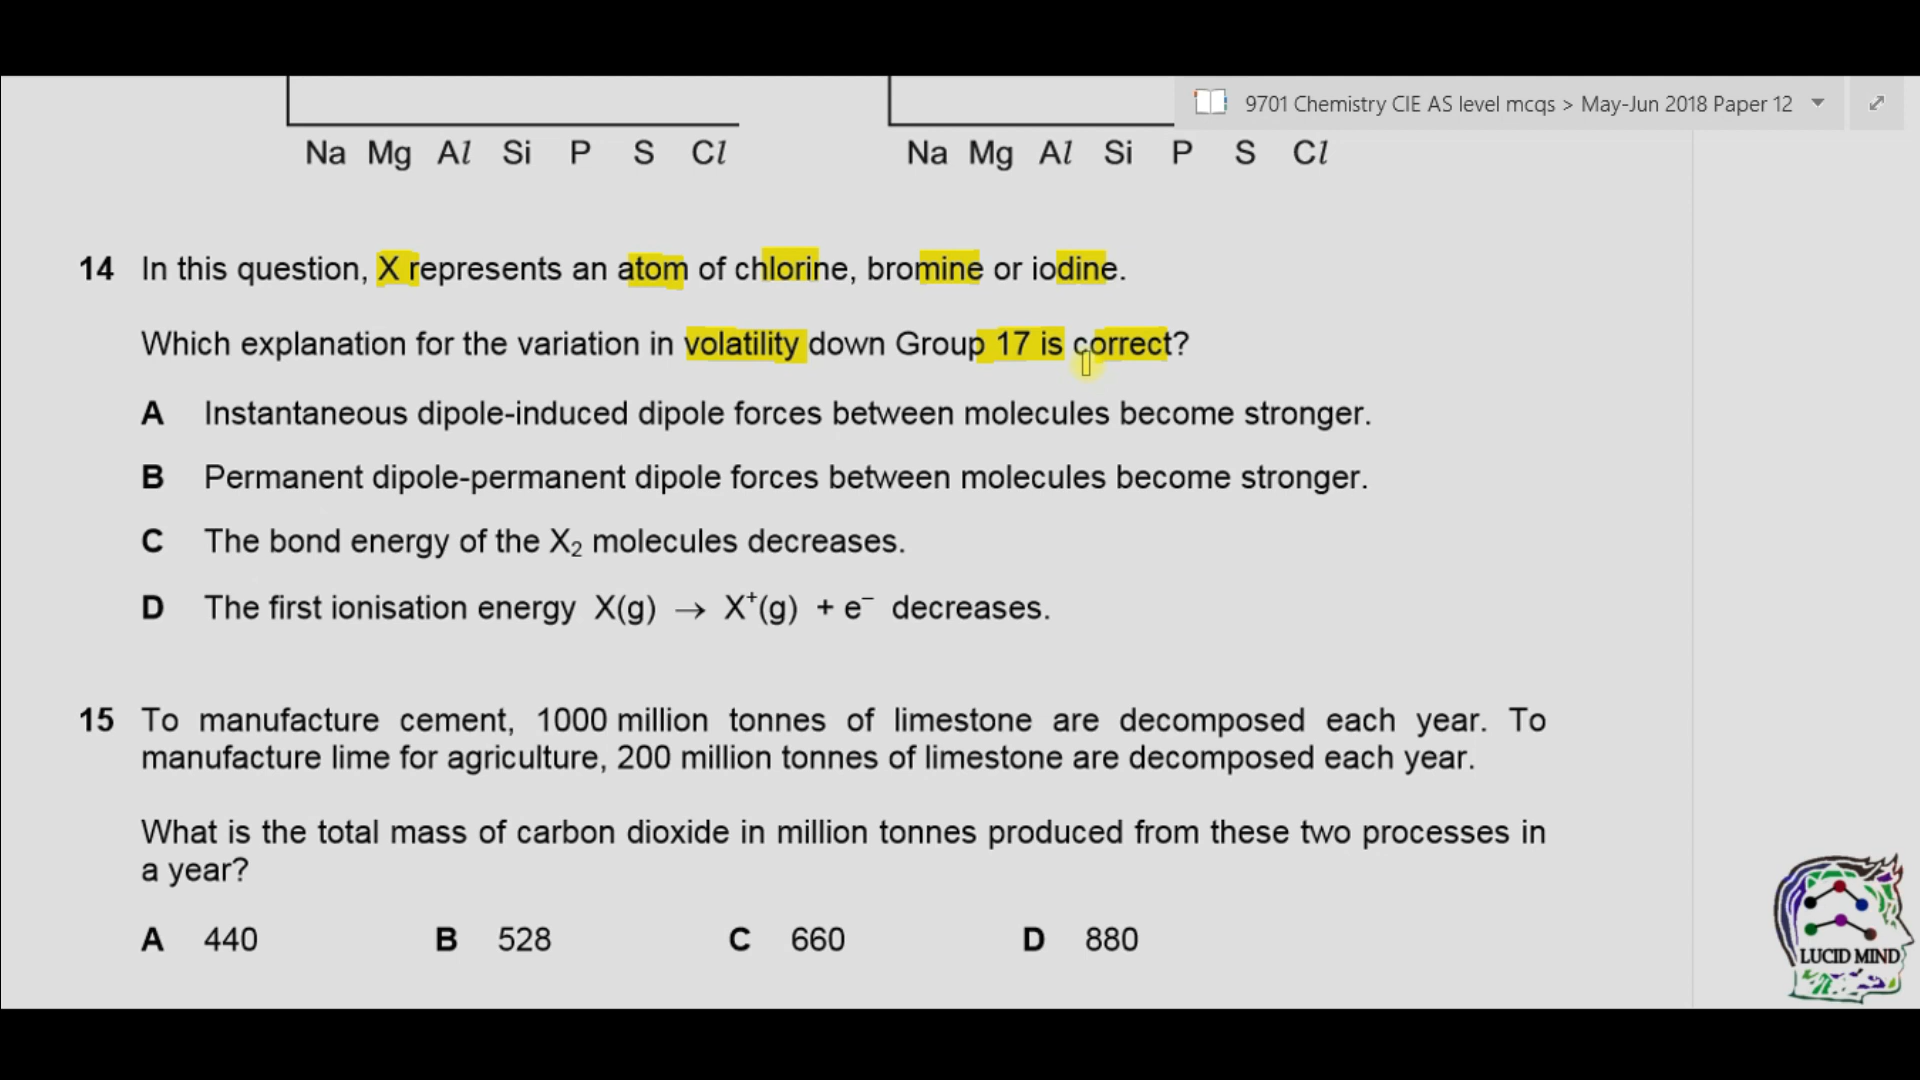 9701 Chemistry CIE AS level mcqs > May-Jun 2018 Paper 12
Na Mg Al Si P S Cl
Na Mg Al Si P S Cl
14 In this question, X represents an atom of chlorine, bromine or iodine.
Which explanation for the variation in volatility down Group 17 is correct?
A Instantaneous dipole-induced dipole forces between molecules become stronger.
B Permanent dipole-permanent dipole forces between molecules become stronger.
C The bond energy of the X₂ molecules decreases.
D The first ionisation energy X(g) → X⁺(g) + e⁻ decreases.
15 To manufacture cement, 1000 million tonnes of limestone are decomposed each year. To
manufacture lime for agriculture, 200 million tonnes of limestone are decomposed each year.
What is the total mass of carbon dioxide in million tonnes produced from these two processes in
a year?
A 440 B 528 C 660 D 880
LUCID MIND